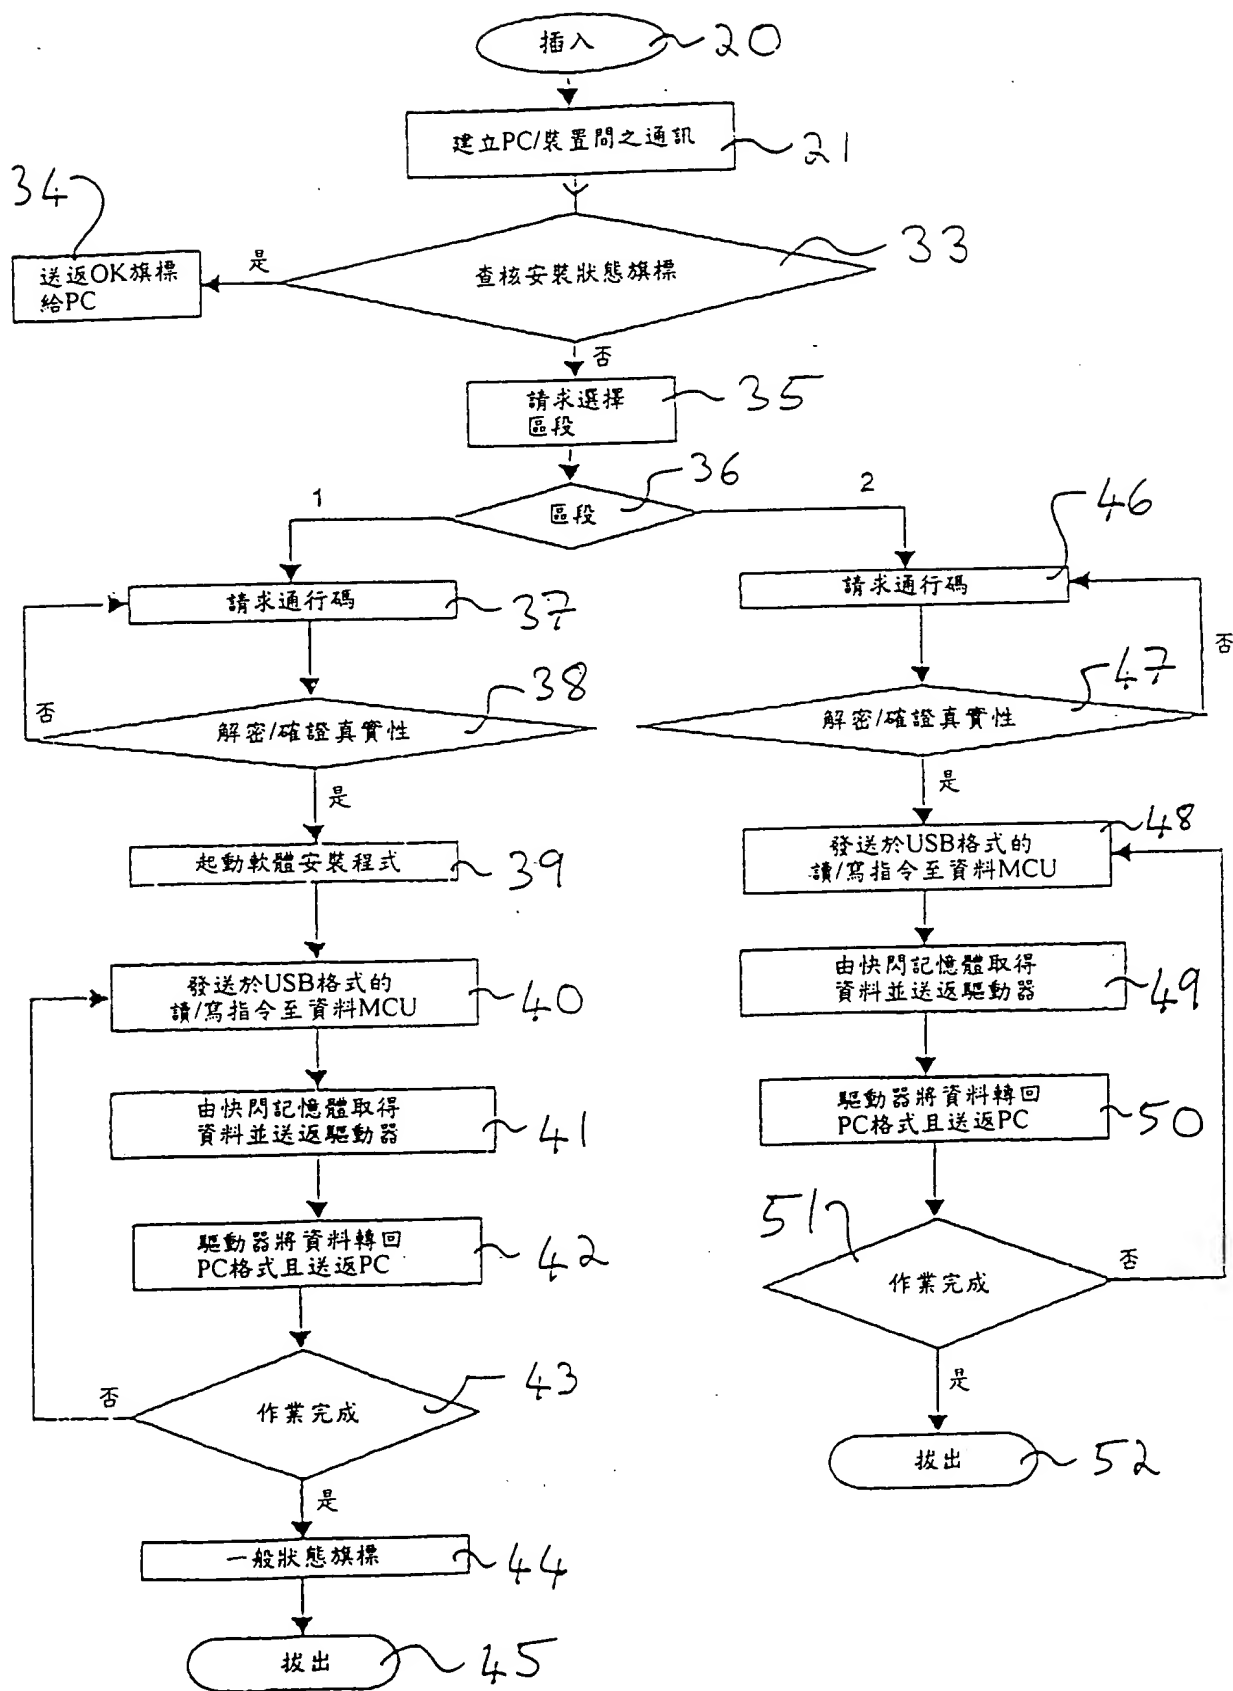 插入
20
建立PC/裝置間之通訊
21
34
33
查核安裝狀態旗標
是
送返OK旗標
給PC
否
請求選擇
區段
35
36
1
2
區段
46
請求通行碼
37
請求通行碼
否
38
47
否
解密/確證真實性
解密/確證真實性
是
是
起動軟體安裝程式
39
發送於USB格式的
讀/寫指令至資料MCU
48
發送於USB格式的
讀/寫指令至資料MCU
40
由快閃記憶體取得
資料並送返驅動器
49
由快閃記憶體取得
資料並送返驅動器
41
驅動器將資料轉回
PC格式且送返PC
50
驅動器將資料轉回
PC格式且送返PC
42
51
作業完成
否
否
作業完成
43
是
是
拔出
52
一般狀態旗標
44
拔出
45